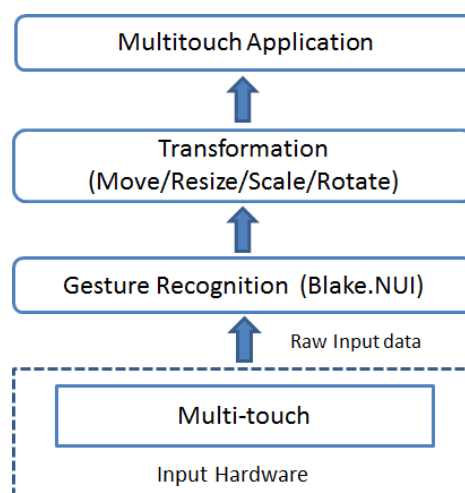 Multitouch Application
Transformation
(Move/Resize/Scale/Rotate)
Gesture Recognition (Blake.NUI)
Raw Input data
Multi-touch
Input Hardware